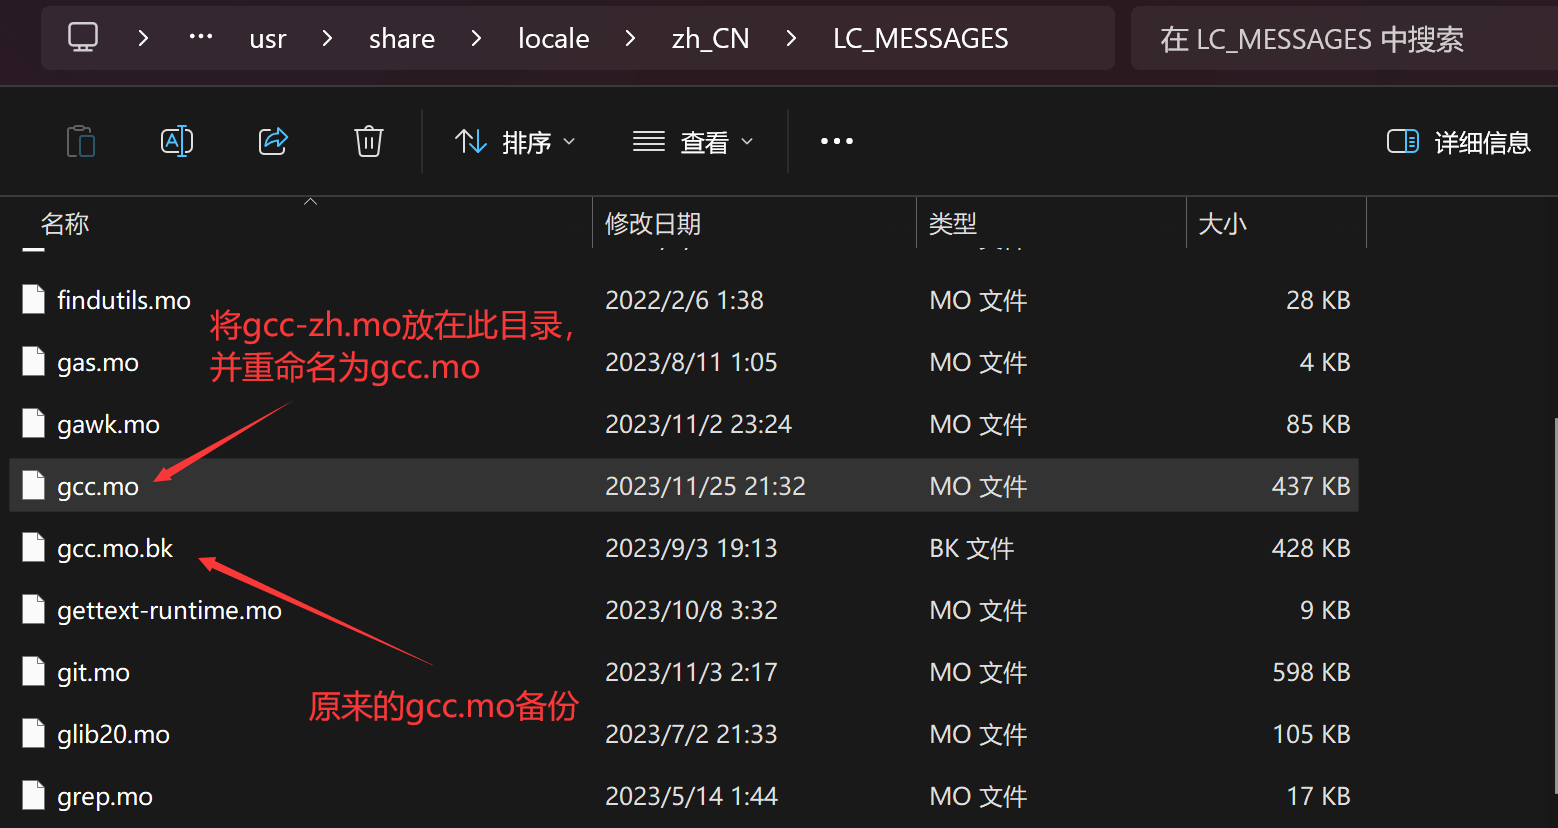 usr share locale zh_CN LC_MESSAGES 在 LC_MESSAGES 中搜索
排序 查看 详细信息
名称 修改日期 类型 大小
findutils.mo 2022/2/6 1:38 MO 文件 28 KB
将gcc-zh.mo放在此目录，
并重命名为gcc.mo
gas.mo 2023/8/11 1:05 MO 文件 4 KB
gawk.mo 2023/11/2 23:24 MO 文件 85 KB
gcc.mo 2023/11/25 21:32 MO 文件 437 KB
gcc.mo.bk 2023/9/3 19:13 BK 文件 428 KB
gettext-runtime.mo 2023/10/8 3:32 MO 文件 9 KB
git.mo 2023/11/3 2:17 MO 文件 598 KB
原来的gcc.mo备份
glib20.mo 2023/7/2 21:33 MO 文件 105 KB
grep.mo 2023/5/14 1:44 MO 文件 17 KB